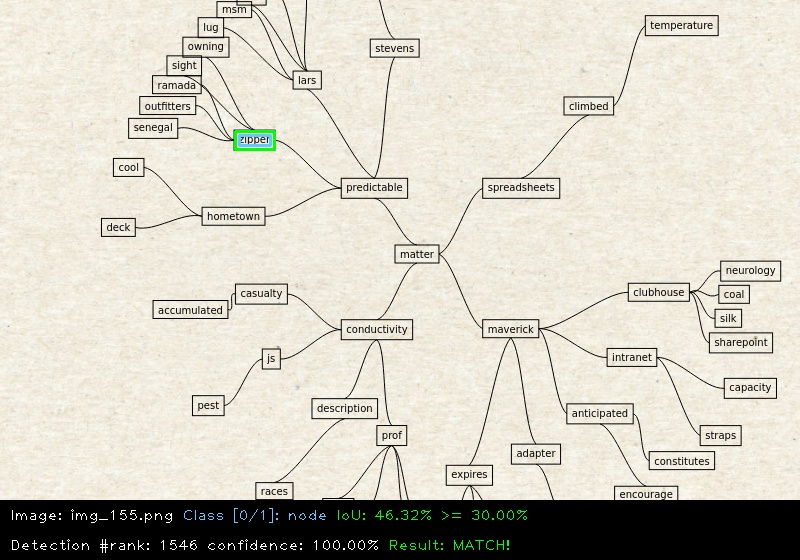 msm
temperature
lug
owning
stevens
sight
lars
ramada
outfitters
climbed
senegal
zipper
cool
predictable
spreadsheets
hometown
deck
matter
neurology
casualty
clubhouse
coal
accumulated
silk
conductivity
maverick
sharepoint
js
intranet
capacity
pest
description
anticipated
prof
straps
adapter
constitutes
expires
races
encourage
Image: img_155.png Class [0/1]: node IoU: 46.32% >= 30.00%
Detection #rank: 1546 confidence: 100.00% Result: MATCH!